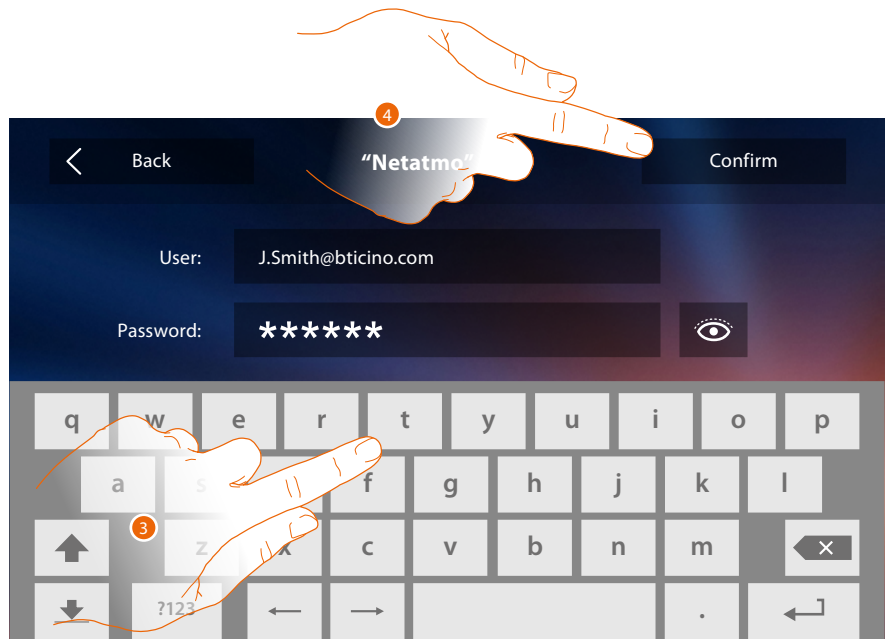 4
Back
“Netatmo”
Confirm
User:
J.Smith@bticino.com
Password:
******
q w e r t y u i o p
a s f g h j k l
3
z x c v b n m
?123 .